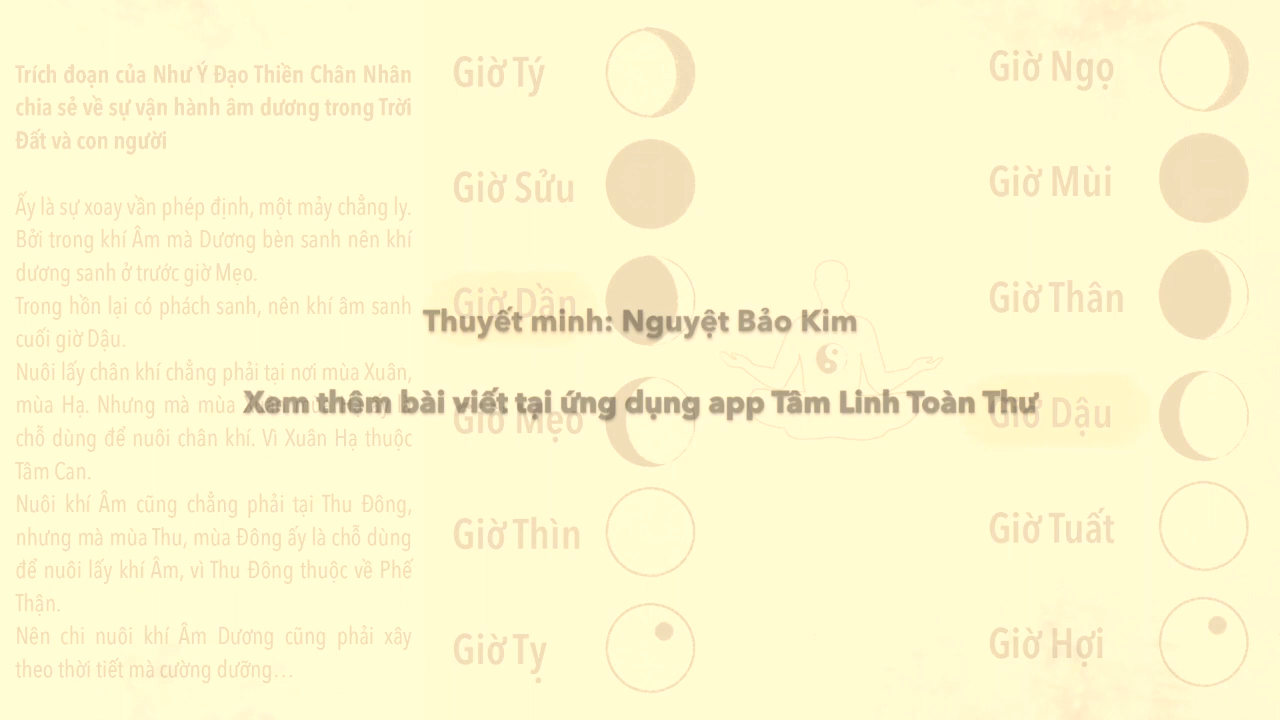 Trích đoạn của Như Ý Đạo Thiền Chân Nhân
chia sẻ về sự vận hành âm dương trong Trời
Đất và con người
Ấy là sự xoay vần phép định, một mảy chẳng ly.
Bởi trong khí Âm mà Dương bèn sanh nên khí
dương sanh ở trước giờ Mẹo.
Trong hồn lại có phách sanh, nên khí âm sanh
cuối giờ Dậu.
Nuôi lấy chân khí chẳng phải tại nơi mùa Xuân,
mùa Hạ. Nhưng mà mùa
chỗ dùng để nuôi chân khí. Vì Xuân Hạ thuộc
Tâm Can.
Nuôi khí Âm cũng chẳng phải tại Thu Đông,
nhưng mà mùa Thu, mùa Đông ấy là chỗ dùng
để nuôi lấy khí Âm, vì Thu Đông thuộc về Phế
Thận.
Nên chi nuôi khí Âm Dương cũng phải xây
theo thời tiết mà cường dưỡng...
Giờ Tý
Giờ Sửu
Giờ Dần
Giờ Mẹo
Giờ Thìn
Giờ Tỵ
Thuyết minh: Nguyệt Bảo Kim
Xem thêm bài viết tại ứng dụng app Tâm Linh Toàn Thư
Giờ Ngọ
Giờ Mùi
Giờ Thân
Giờ Dậu
Giờ Tuất
Giờ Hợi